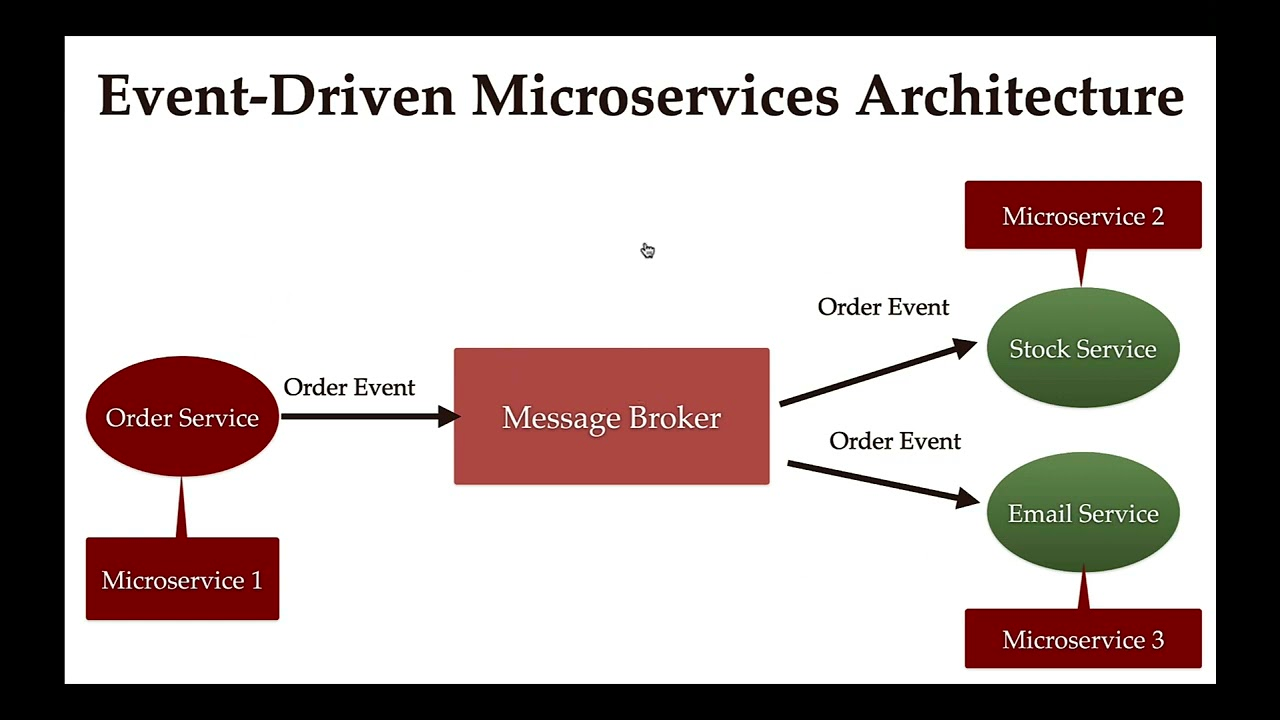 Event-Driven Microservices Architecture
Microservice 2
Order Event
Stock Service
Order Event
Order Service
Message Broker
Order Event
Email Service
Microservice 1
Microservice 3